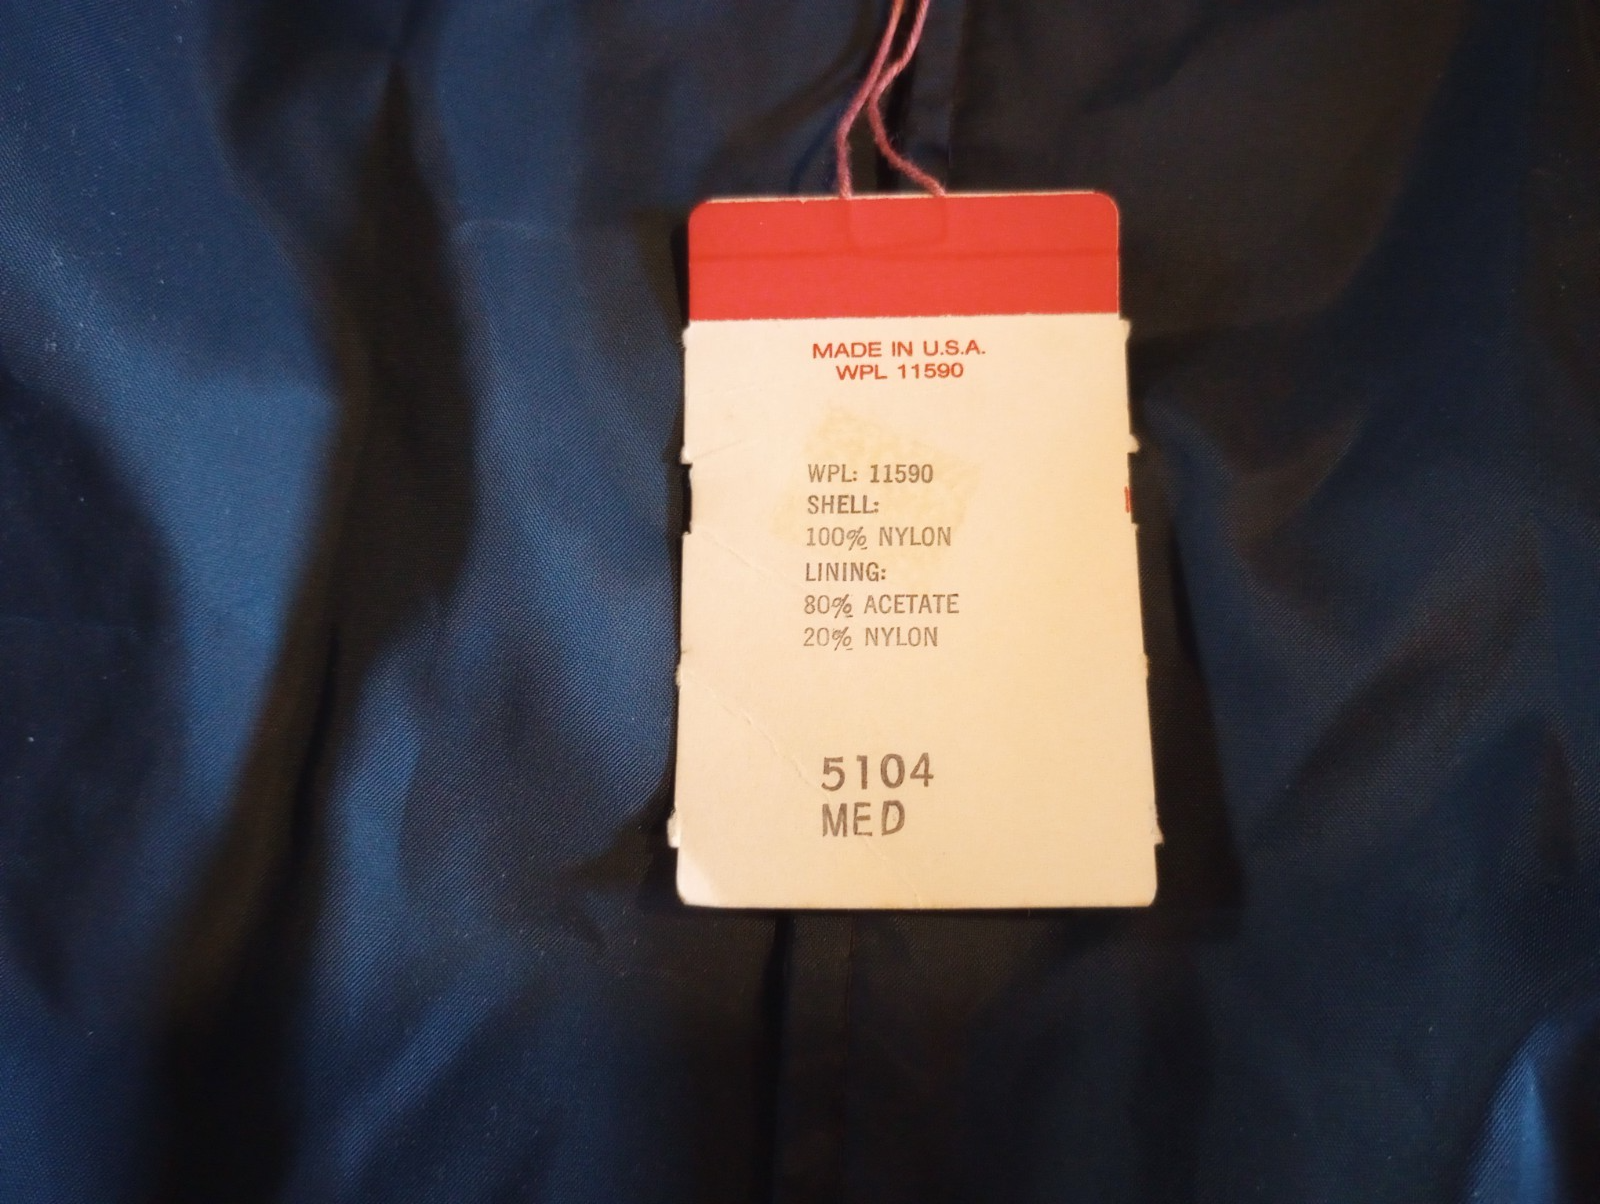 MADE IN U.S.A.
WPL 11590
WPL: 11590
SHELL:
100% NYLON
LINING:
80% ACETATE
20% NYLON
5104
MED